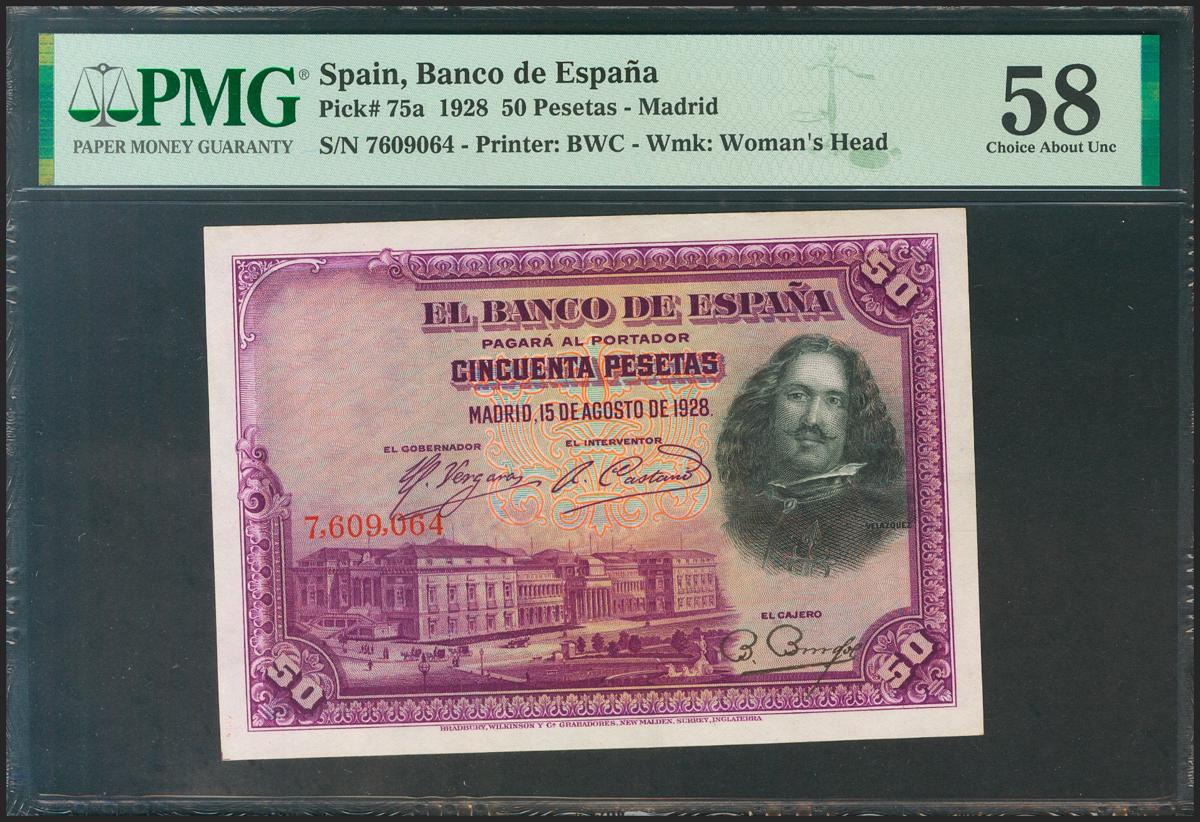 PMG®
PAPER MONEY GUARANTY
Spain, Banco de España
Pick# 75a 1928 50 Pesetas - Madrid
S/N 7609064 - Printer: BWC - Wmk: Woman's Head
58
Choice About Unc
50
EL BANCO DE ESPAÑA
PAGARÁ AL PORTADOR
CINCUENTA PESETAS
MADRID, 15 DE AGOSTO DE 1928.
EL GOBERNADOR
EL INTERVENTOR
7,609,064
VELAZQUEZ
EL CAJERO
50
50
BRADBURY, WILKINSON Y Cª GRABADORES, NEW MALDEN, SURREY, INGLATERRA